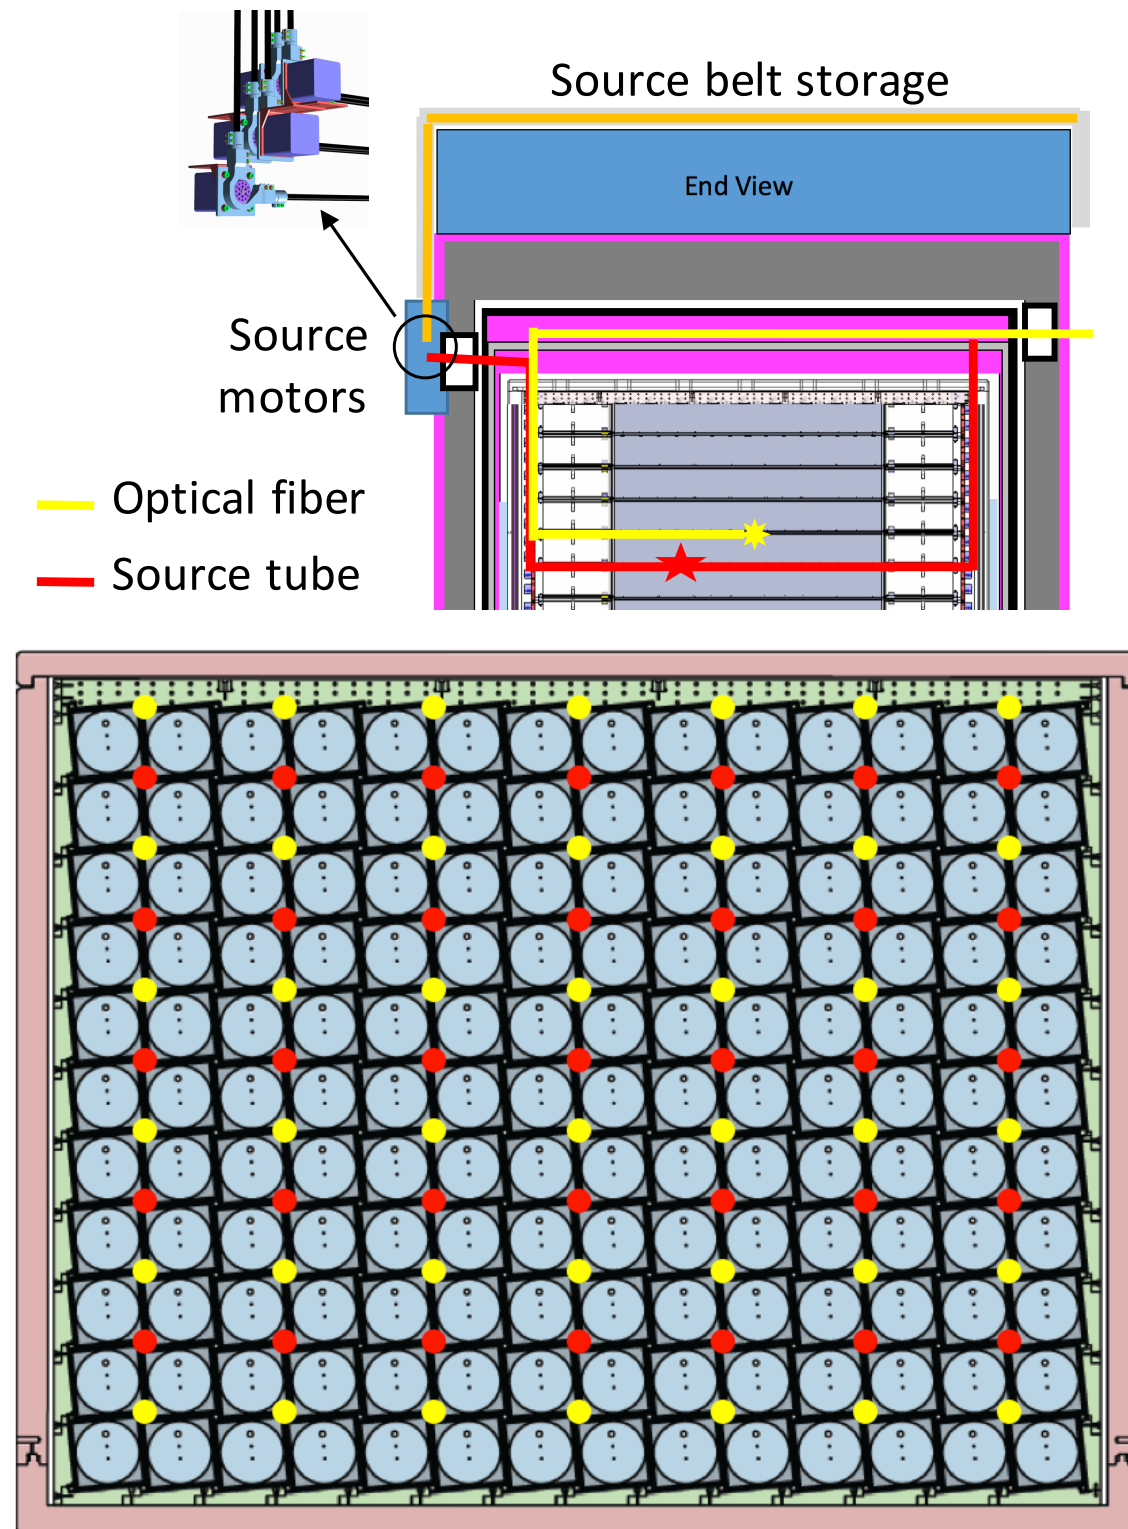 Source belt storage
End View
Source
motors
Optical fiber
Source tube